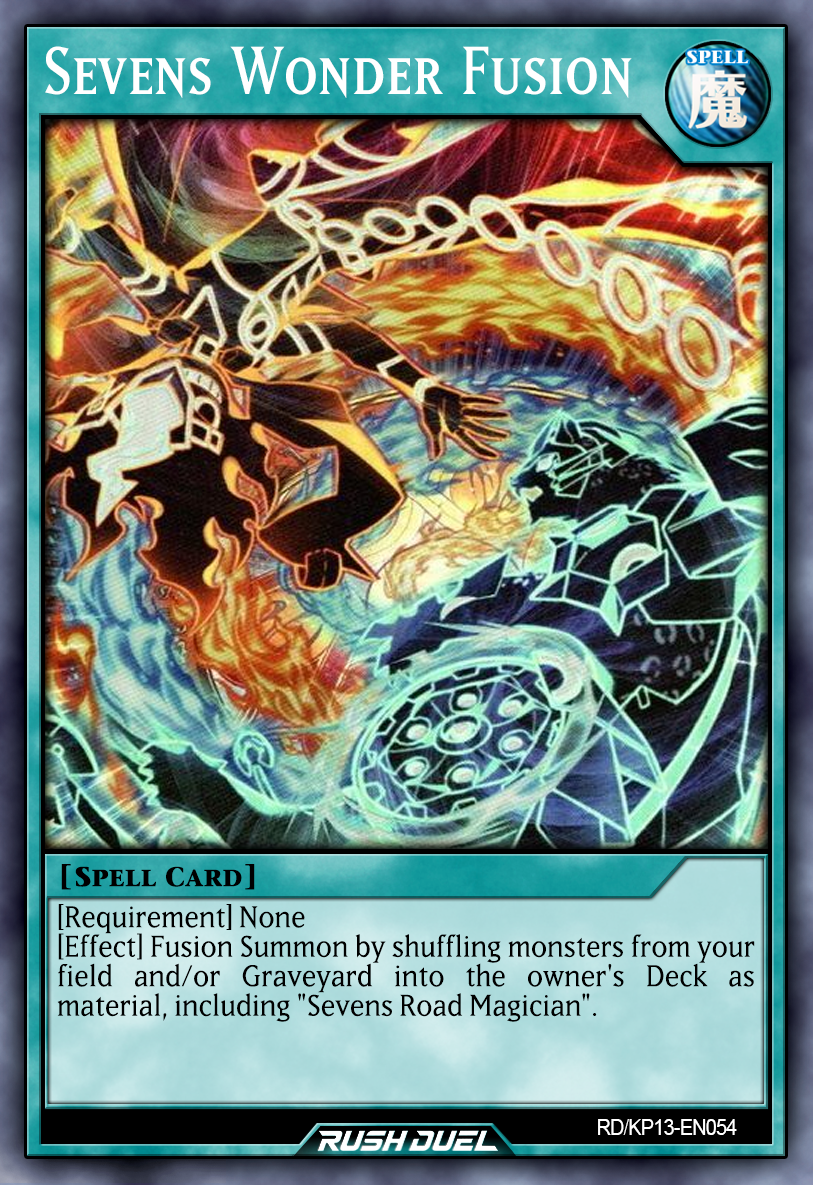 Sevens Wonder Fusion
SPELL
魔
[Spell Card]
[Requirement] None
[Effect] Fusion Summon by shuffling monsters from your
field and/or Graveyard into the owner's Deck as
material, including "Sevens Road Magician".
RUSH DUEL
RD/KP13-EN054